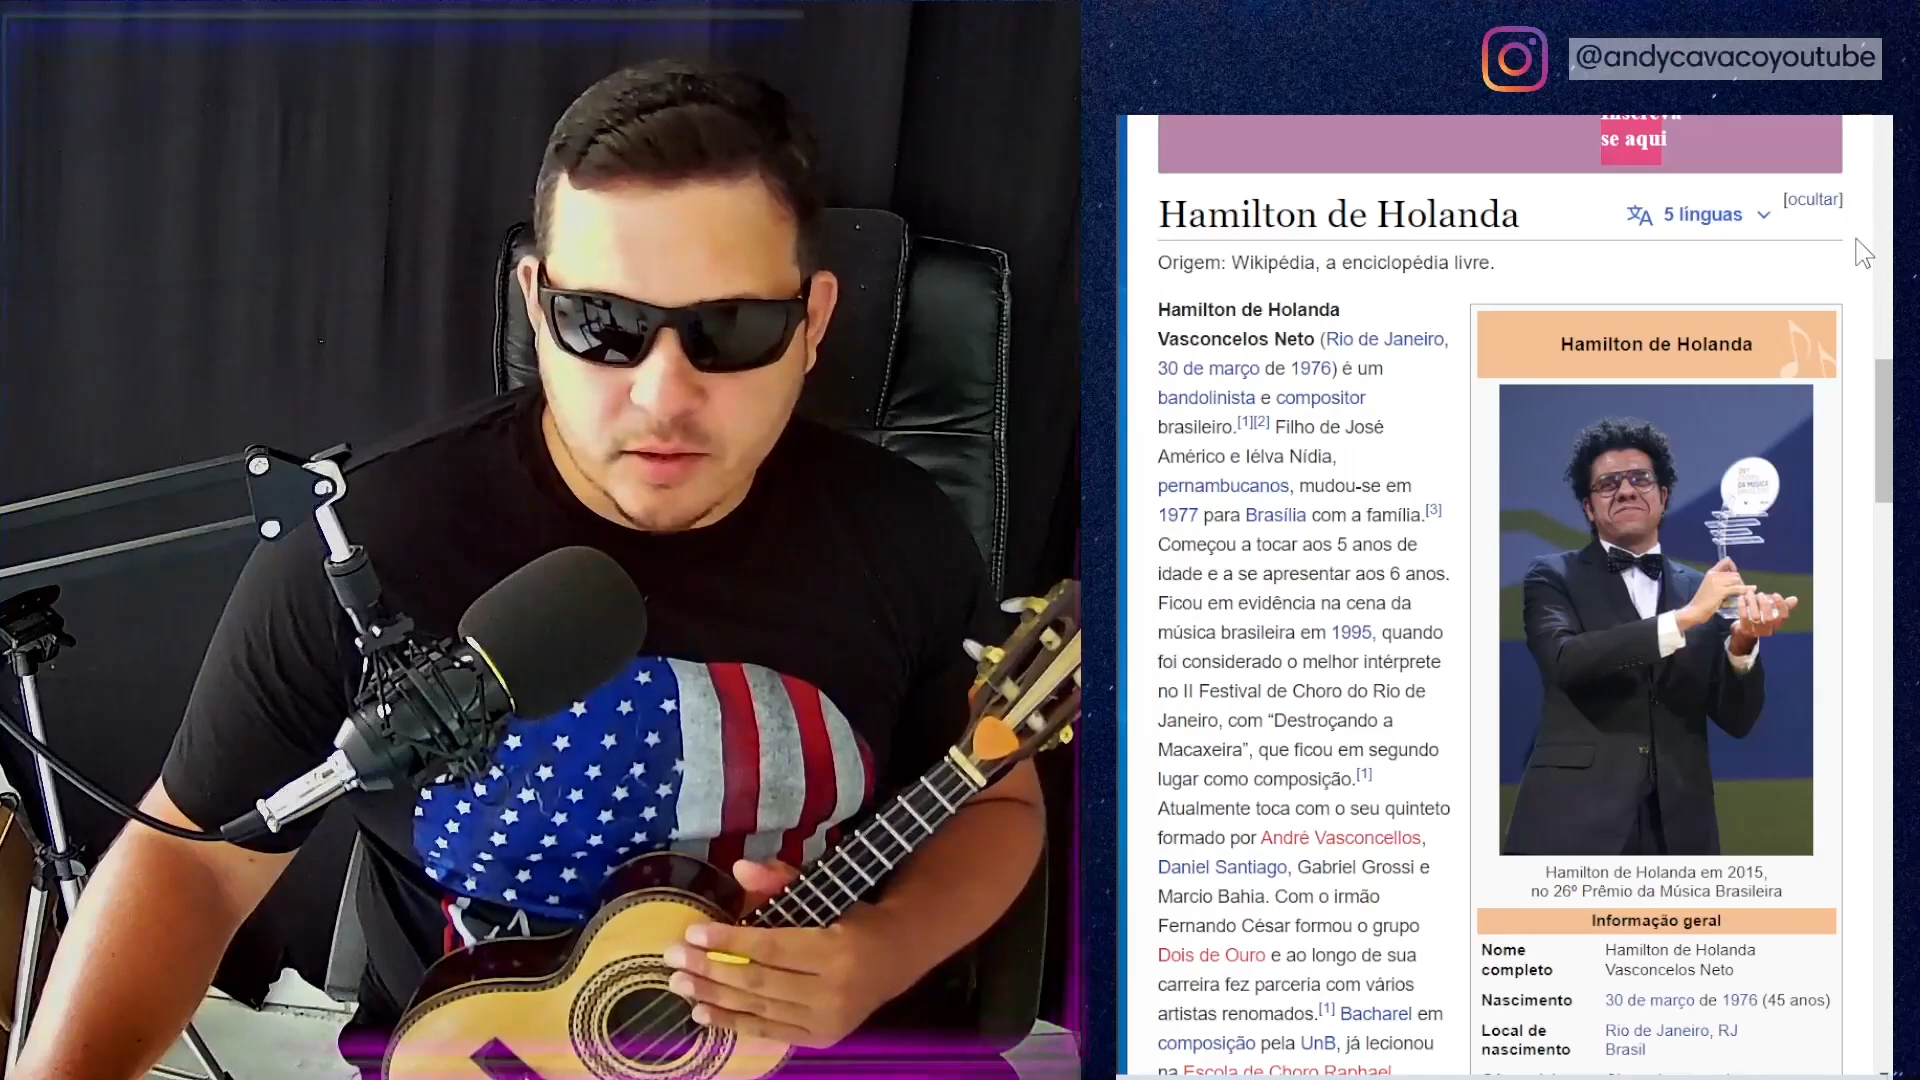 @andycavacoyoutube
Inscreva
se aqui
Hamilton de Holanda
5 línguas
[ocultar]
Origem: Wikipédia, a enciclopédia livre.
Hamilton de Holanda
Vasconcelos Neto (Rio de Janeiro,
30 de março de 1976) é um
bandolinista e compositor
brasileiro.[1][2] Filho de José
Américo e Iélva Nídia,
pernambucanos, mudou-se em
1977 para Brasília com a família.[3]
Começou a tocar aos 5 anos de
idade e a se apresentar aos 6 anos.
Ficou em evidência na cena da
música brasileira em 1995, quando
foi considerado o melhor intérprete
no II Festival de Choro do Rio de
Janeiro, com “Destroçando a
Macaxeira”, que ficou em segundo
lugar como composição.[1]
Atualmente toca com o seu quinteto
formado por André Vasconcellos,
Daniel Santiago, Gabriel Grossi e
Marcio Bahia. Com o irmão
Fernando César formou o grupo
Dois de Ouro e ao longo de sua
carreira fez parceria com vários
artistas renomados.[1] Bacharel em
composição pela UnB, já lecionou
na Escola de Choro Raphael
Hamilton de Holanda
DA MÚSICA
Hamilton de Holanda em 2015,
no 26º Prêmio da Música Brasileira
Informação geral
Nome completo
Hamilton de Holanda
Vasconcelos Neto
Nascimento 30 de março de 1976 (45 anos)
Local de nascimento
Rio de Janeiro, RJ
Brasil